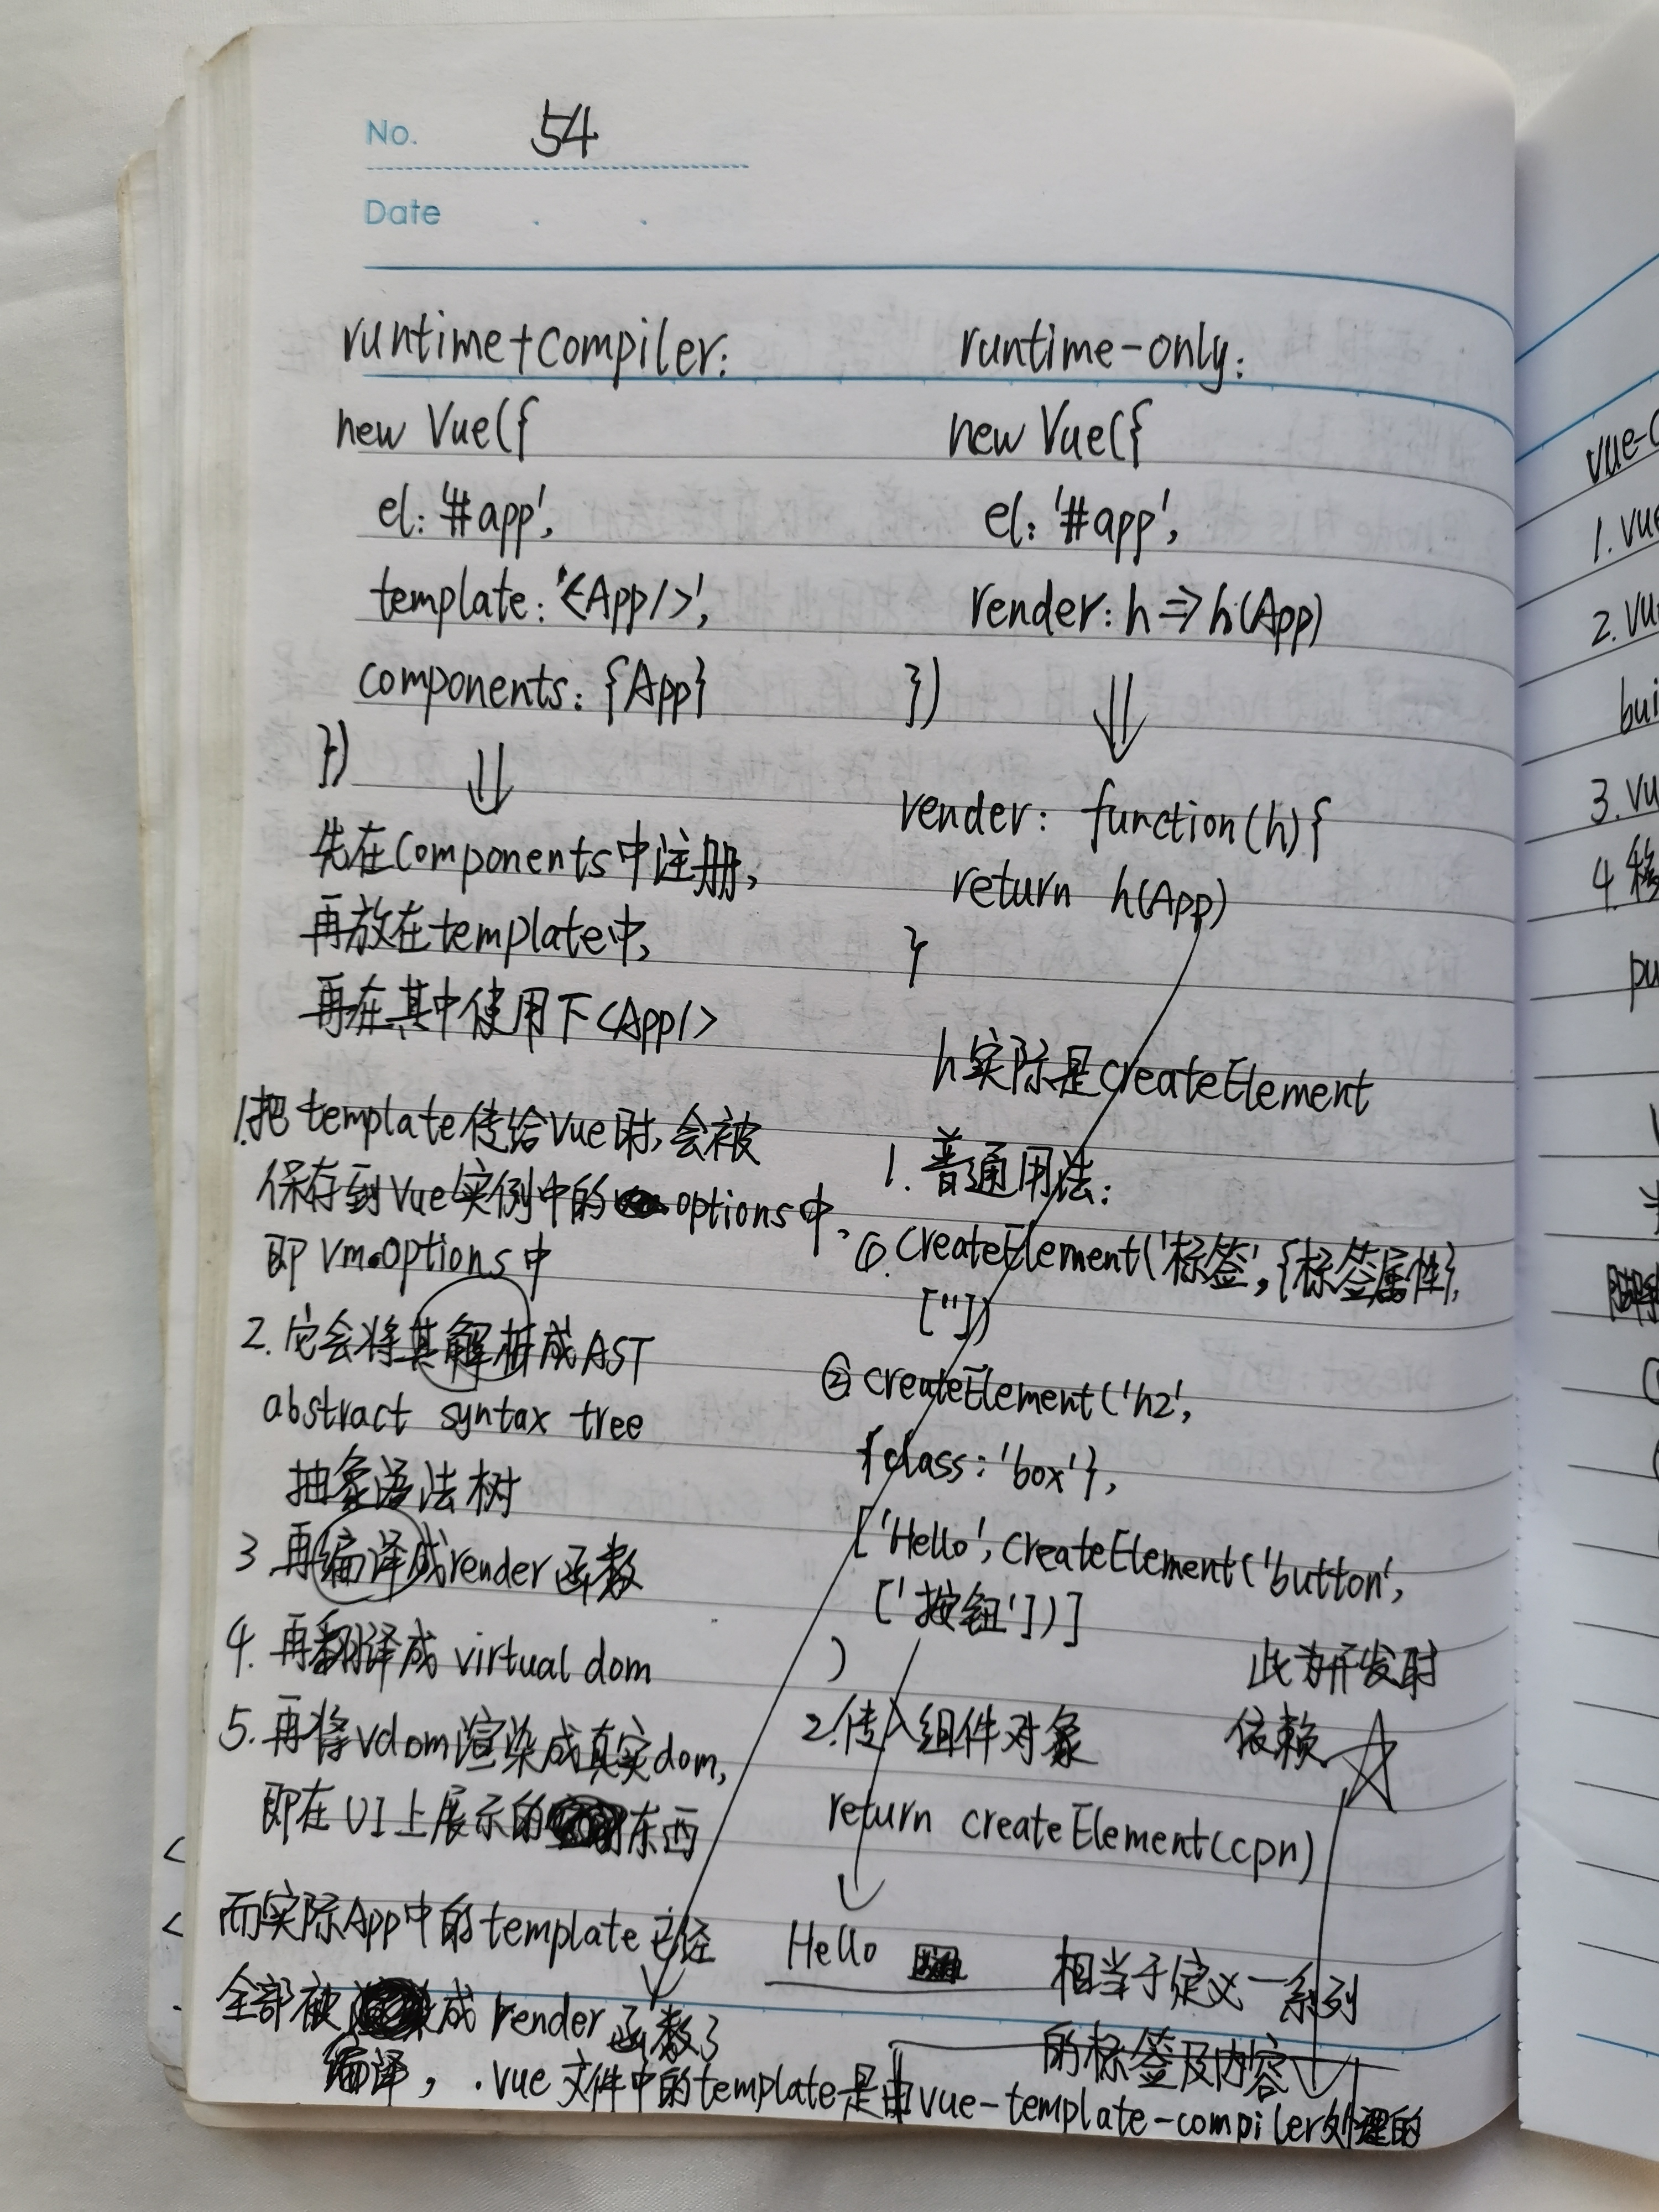 No. 54
Date
runtime+compiler:
new Vue({
el: '#app',
template: '<App/>',
components: {App}
})
先在components中注册,
再放在template中,
再在其中使用下<App/>
1.把template传给Vue时,会被
保存到Vue实例中的options中,
即vm.options中
2.它会将其解析成AST
abstract syntax tree
抽象语法树
3 再编译成render函数
4.再翻译成 virtual dom
5.再将vdom渲染成真实dom,
即在UI上展示的东西
而实际App中的template已经
全部被 成 render函数了
编译, .vue文件中的template是由vue-template-compiler处理的
runtime-only:
new Vue({
el: '#app',
render: h => h(App)
})
render: function(h){
return h(App)
}
h实际是createElement
1. 普通用法:
①.createElement('标签', {标签属性},
[''])
② createElement('h2',
{class: 'box'},
['Hello', createElement('button',
['按钮'])]
)
此为开发时
依赖
2.传入组件对象
return createElement(cpn)
Hello
相当于定义一系列
的标签及内容
vue-
1. vue
2. vu
bui
3. vu
4.移
pu